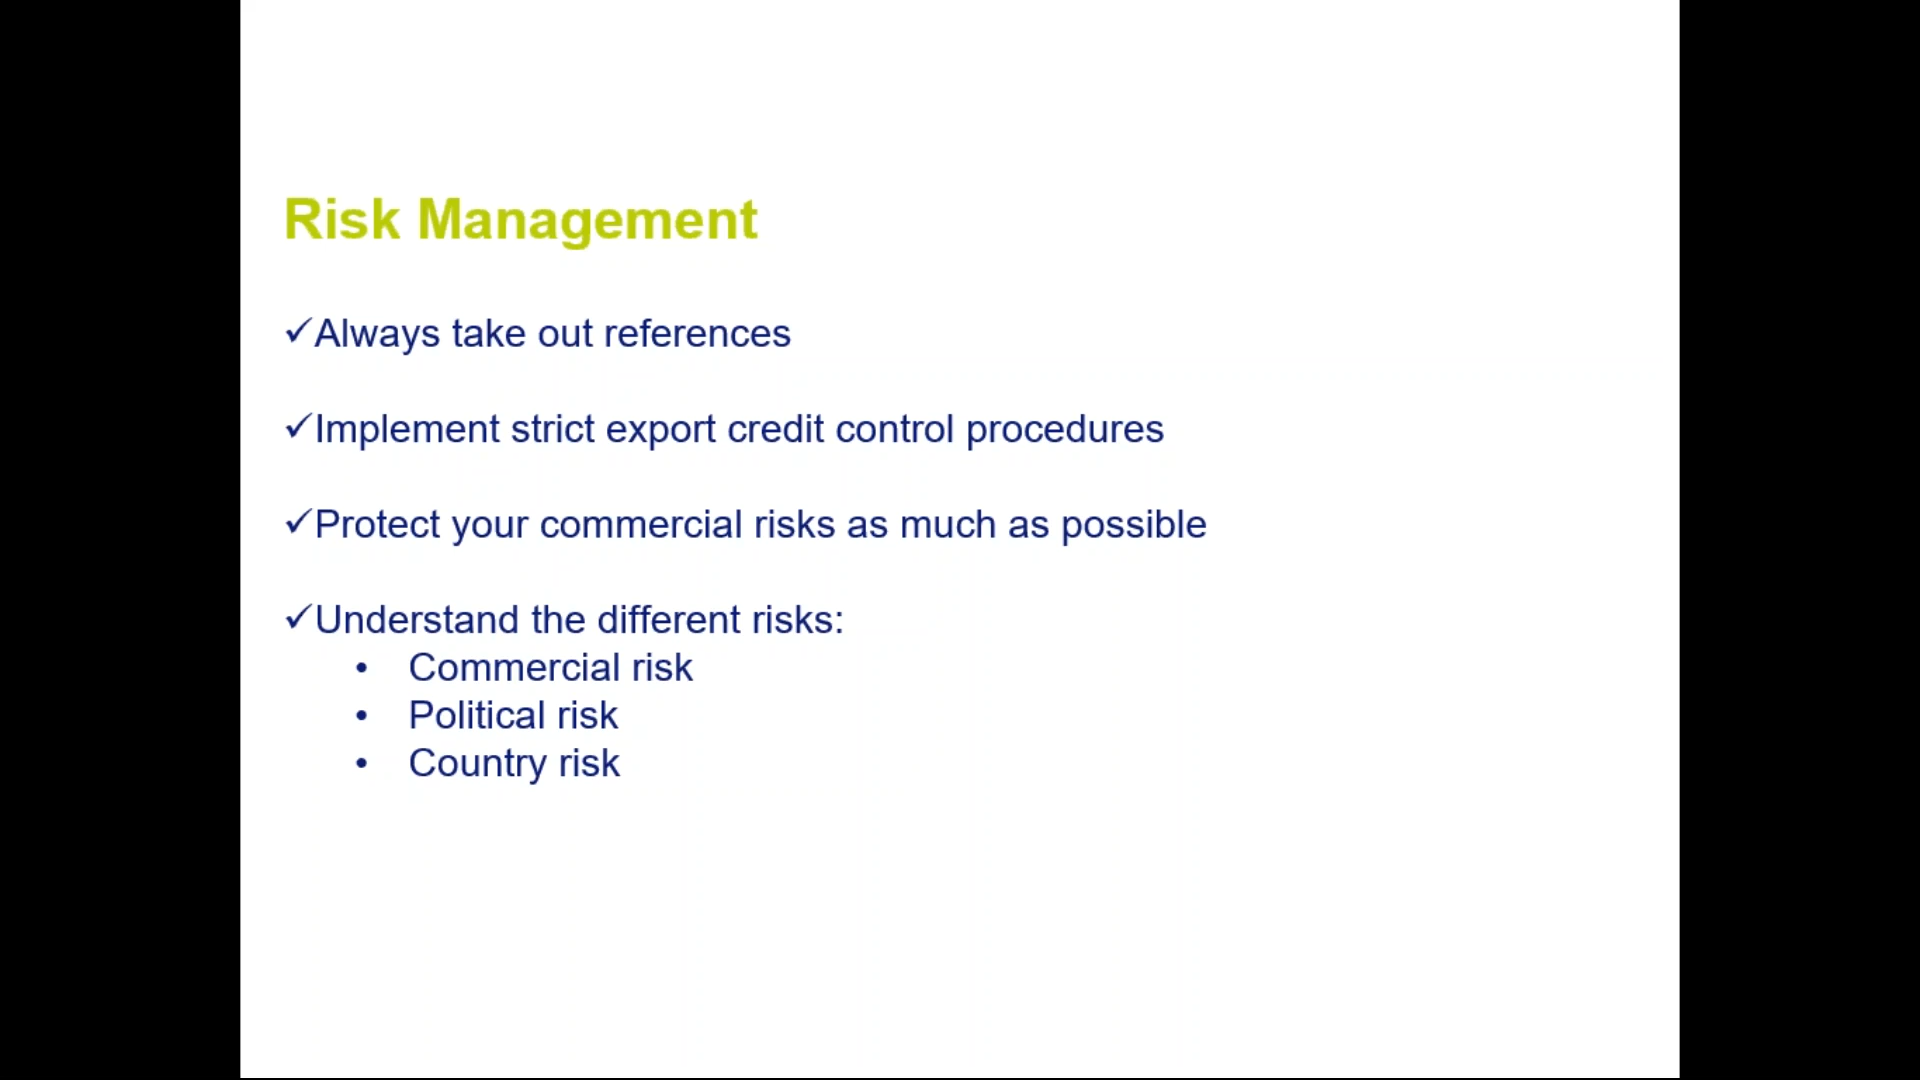 Risk Management
✓Always take out references
✓Implement strict export credit control procedures
✓Protect your commercial risks as much as possible
✓Understand the different risks:
• Commercial risk
• Political risk
• Country risk